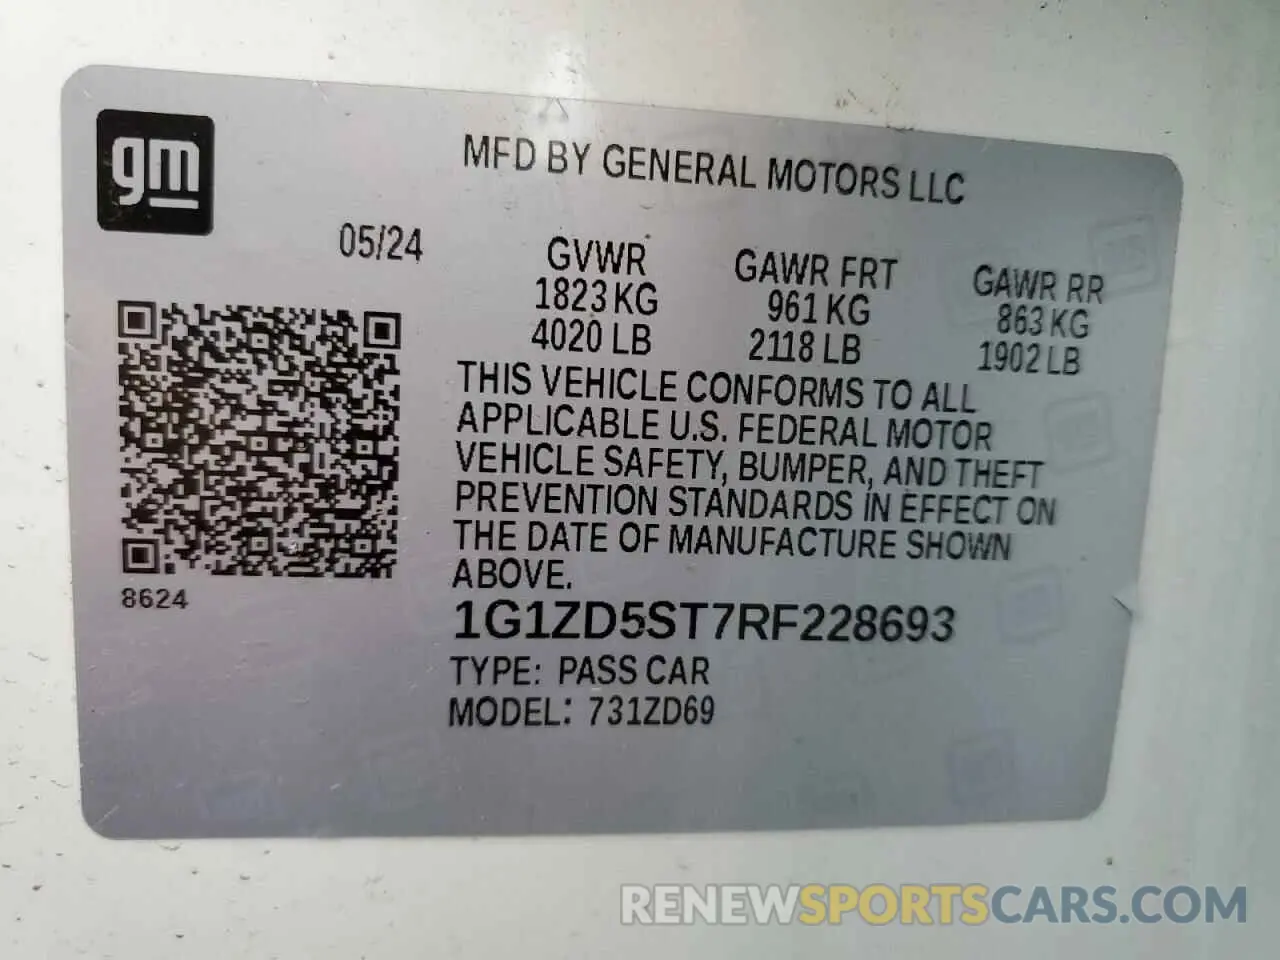 gm
MFD BY GENERAL MOTORS LLC
05/24
GVWR
1823 KG
4020 LB
GAWR FRT
961 KG
2118 LB
GAWR RR
863 KG
1902 LB
THIS VEHICLE CONFORMS TO ALL
APPLICABLE U.S. FEDERAL MOTOR
VEHICLE SAFETY, BUMPER, AND THEFT
PREVENTION STANDARDS IN EFFECT ON
THE DATE OF MANUFACTURE SHOWN
ABOVE.
8624
1G1ZD5ST7RF228693
TYPE: PASS CAR
MODEL: 731ZD69
RENEWSPORTSCARS.COM